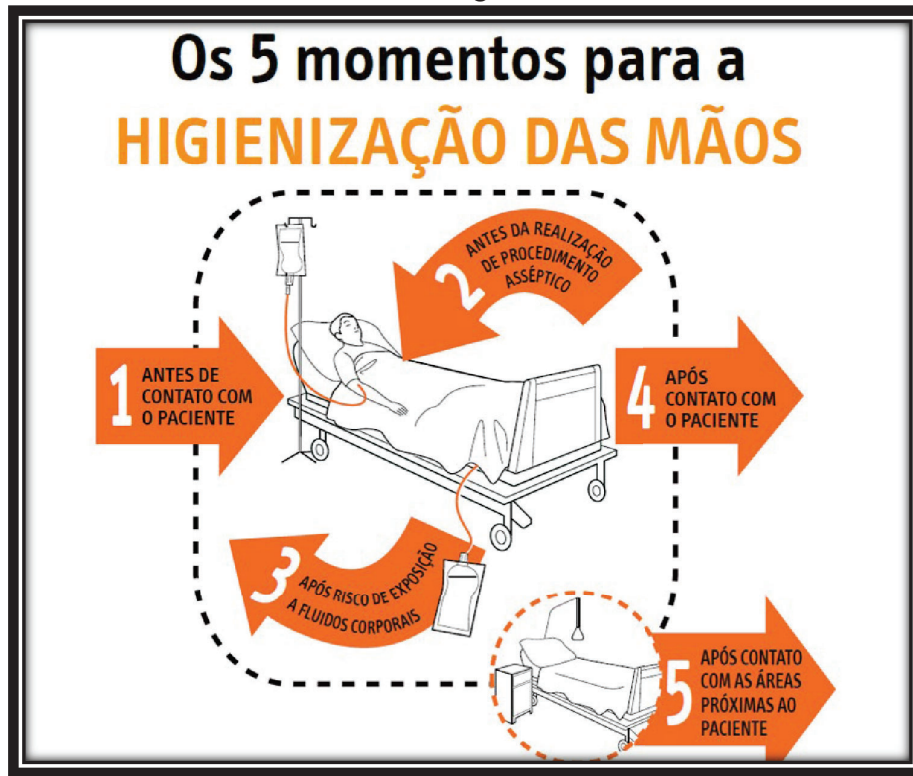 Os 5 momentos para a
HIGIENIZAÇÃO DAS MÃOS
1
ANTES DE
CONTATO COM
O PACIENTE
2
ANTES DA REALIZAÇÃO
DE PROCEDIMENTO
ASSÉPTICO
3
APÓS RISCO DE EXPOSIÇÃO
A FLUIDOS CORPORAIS
4
APÓS
CONTATO COM
O PACIENTE
5
APÓS CONTATO
COM AS ÁREAS
PRÓXIMAS AO
PACIENTE